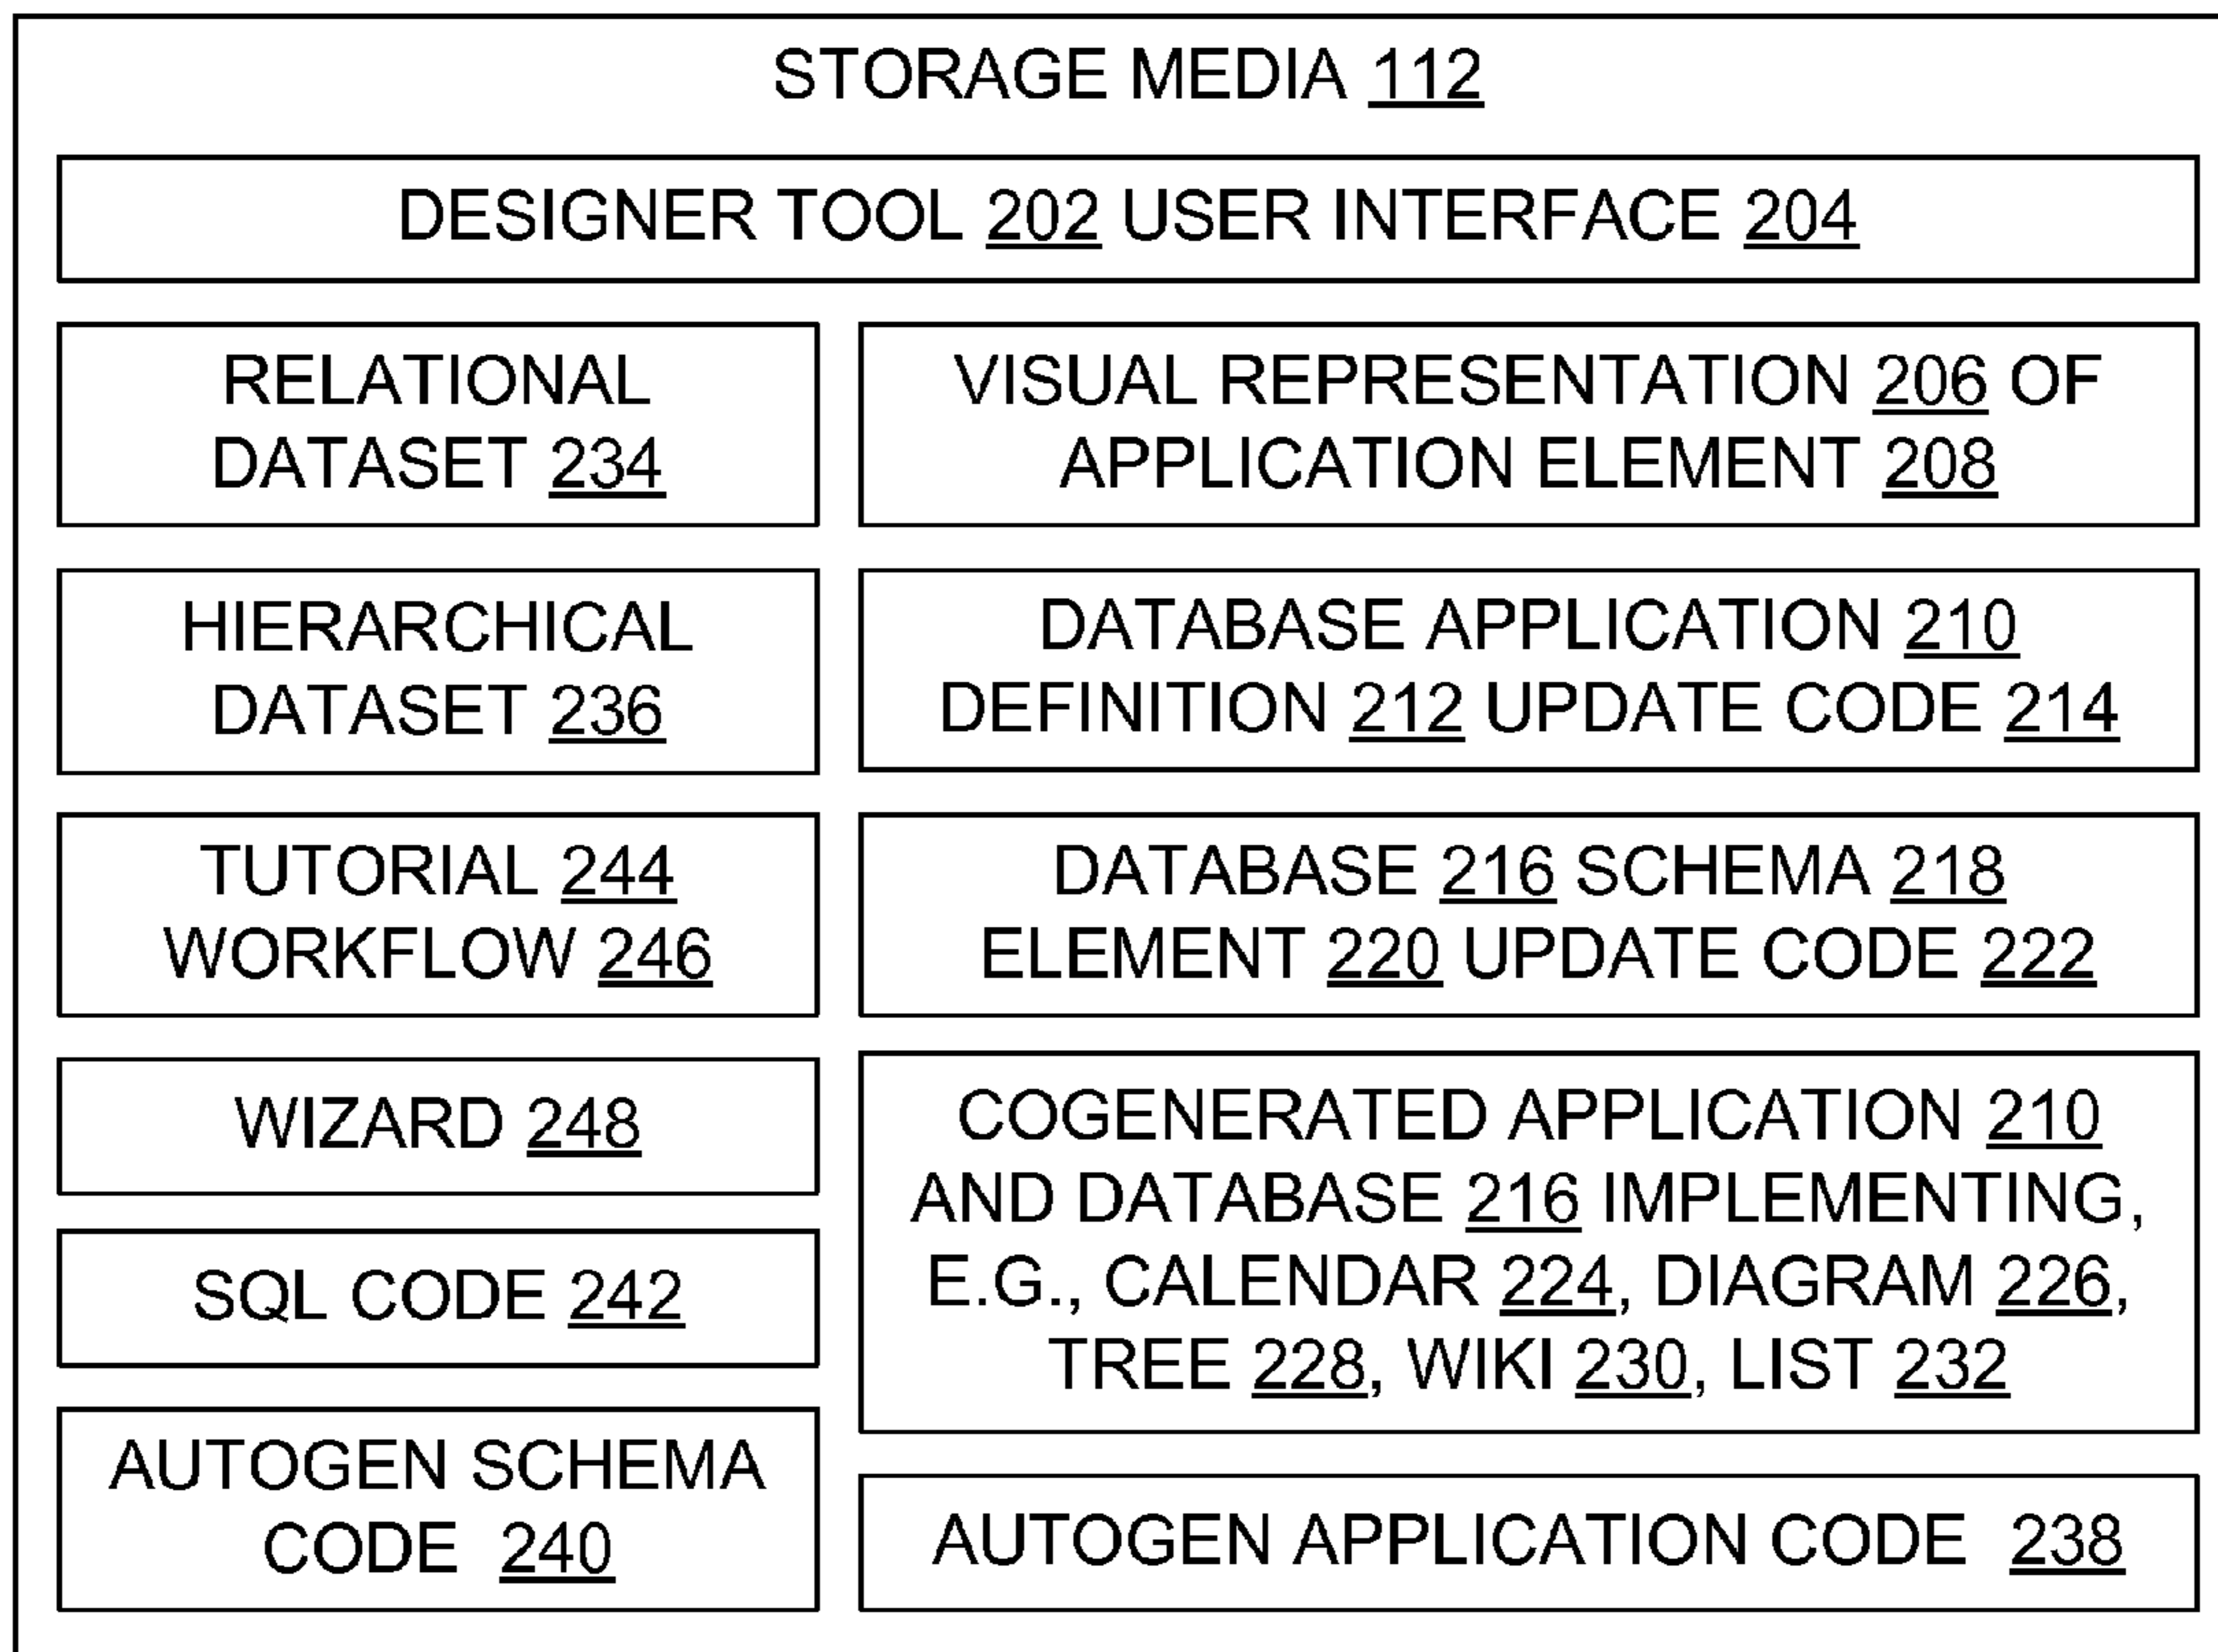 STORAGE MEDIA 112
DESIGNER TOOL 202 USER INTERFACE 204
RELATIONAL
DATASET 234
VISUAL REPRESENTATION 206 OF
APPLICATION ELEMENT 208
HIERARCHICAL
DATASET 236
DATABASE APPLICATION 210
DEFINITION 212 UPDATE CODE 214
TUTORIAL 244
WORKFLOW 246
DATABASE 216 SCHEMA 218
ELEMENT 220 UPDATE CODE 222
WIZARD 248
SQL CODE 242
AUTOGEN SCHEMA
CODE 240
COGENERATED APPLICATION 210
AND DATABASE 216 IMPLEMENTING,
E.G., CALENDAR 224, DIAGRAM 226,
TREE 228, WIKI 230, LIST 232
AUTOGEN APPLICATION CODE 238